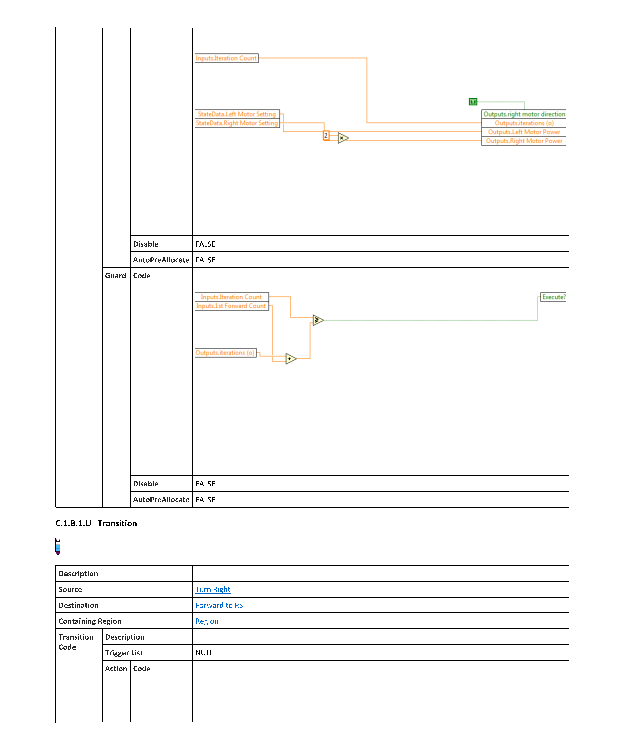 Inputs.Iteration Count
StateData.Left Motor Setting
StateData.Right Motor Setting
2
Outputs.right motor direction
Outputs.iterations (o)
Outputs.Left Motor Power
Outputs.Right Motor Power
Disable FALSE
AutoPreAllocate FALSE
Guard Code
Inputs.Iteration Count
Inputs.1st Forward Count
Execute?
Outputs.iterations (o)
Disable FALSE
AutoPreAllocate FALSE
Transition
Description
Source Turn Right
Destination Forward to RS
Containing Region Region
Transition Code Description
Trigger List NULL
Action Code